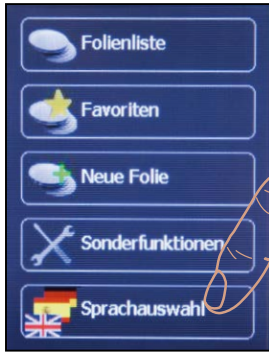 Folienliste
Favoriten
Neue Folie
Sonderfunktionen
Sprachauswahl